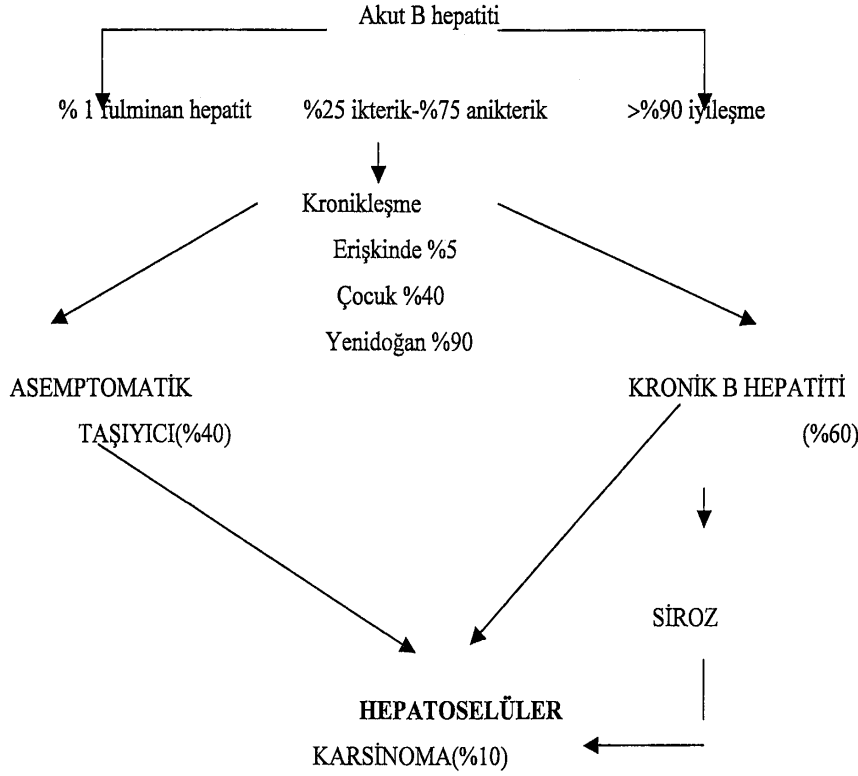 Akut B hepatiti
% 1 fulminan hepatit %25 ikterik-%75 anikterik >%90 iyileşme
Kronikleşme
Erişkinde %5
Çocuk %40
Yenidoğan %90
ASEMPTOMATİK KRONİK B HEPATİTİ
TAŞIYICI(%40) (%60)
SİROZ
HEPATOSELÜLER
KARSİNOMA(%10)